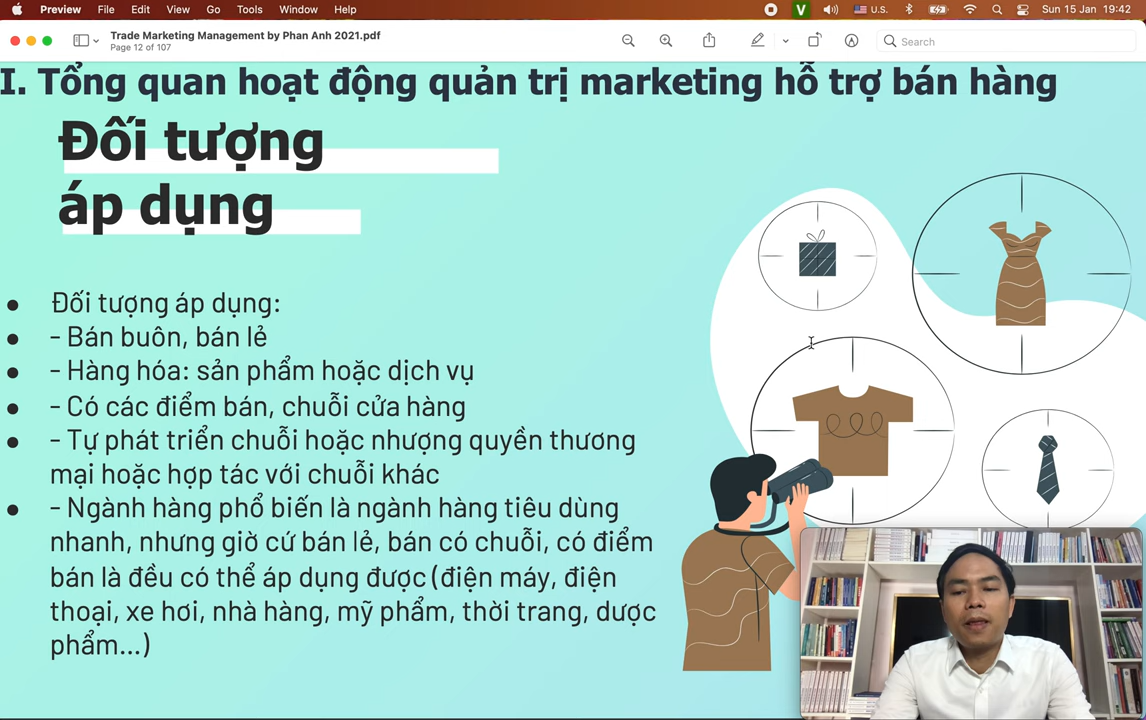 Preview File Edit View Go Tools Window Help
V U.S. Sun 15 Jan 19:42
Trade Marketing Management by Phan Anh 2021.pdf
Page 12 of 107
Search
I. Tổng quan hoạt động quản trị marketing hỗ trợ bán hàng
Đối tượng
áp dụng
● Đối tượng áp dụng:
● - Bán buôn, bán lẻ
● - Hàng hóa: sản phẩm hoặc dịch vụ
● - Có các điểm bán, chuỗi cửa hàng
● - Tự phát triển chuỗi hoặc nhượng quyền thương
mại hoặc hợp tác với chuỗi khác
● - Ngành hàng phổ biến là ngành hàng tiêu dùng
nhanh, nhưng giờ cứ bán lẻ, bán có chuỗi, có điểm
bán là đều có thể áp dụng được (điện máy, điện
thoại, xe hơi, nhà hàng, mỹ phẩm, thời trang, dược
phẩm...)